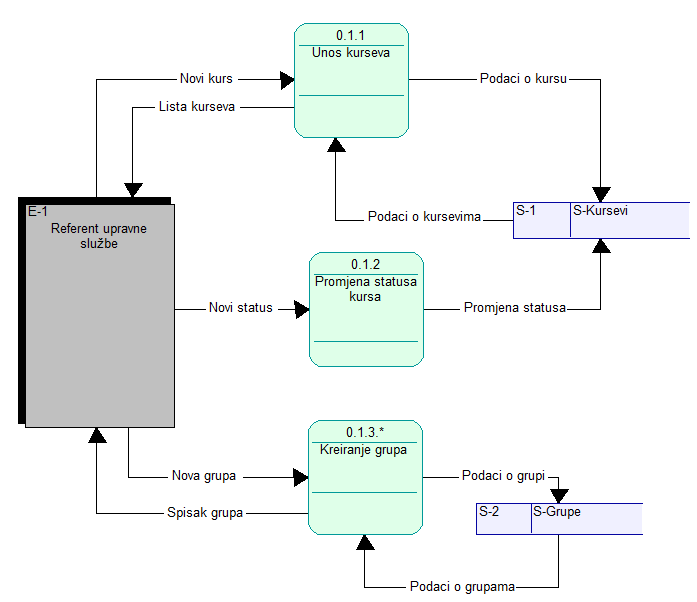 0.1.1
Unos kurseva
Novi kurs
Podaci o kursu
Lista kurseva
E-1
Referent upravne
službe
Podaci o kursevima
S-1
S-Kursevi
0.1.2
Promjena statusa
kursa
Novi status
Promjena statusa
0.1.3.*
Kreiranje grupa
Nova grupa
Podaci o grupi
Spisak grupa
S-2
S-Grupe
Podaci o grupama